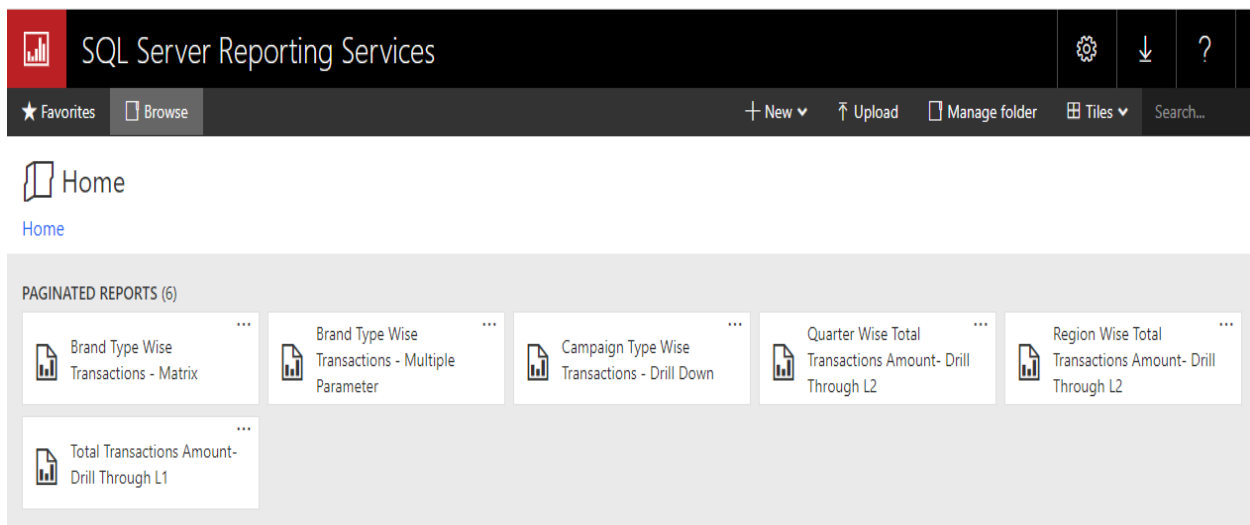 SQL Server Reporting Services
?
Favorites
Browse
New
Upload
Manage folder
Tiles
Search...
Home
Home
PAGINATED REPORTS (6)
...
Brand Type Wise
Transactions - Matrix
...
Brand Type Wise
Transactions - Multiple
Parameter
...
Campaign Type Wise
Transactions - Drill Down
...
Quarter Wise Total
Transactions Amount- Drill
Through L2
...
Region Wise Total
Transactions Amount- Drill
Through L2
...
Total Transactions Amount-
Drill Through L1